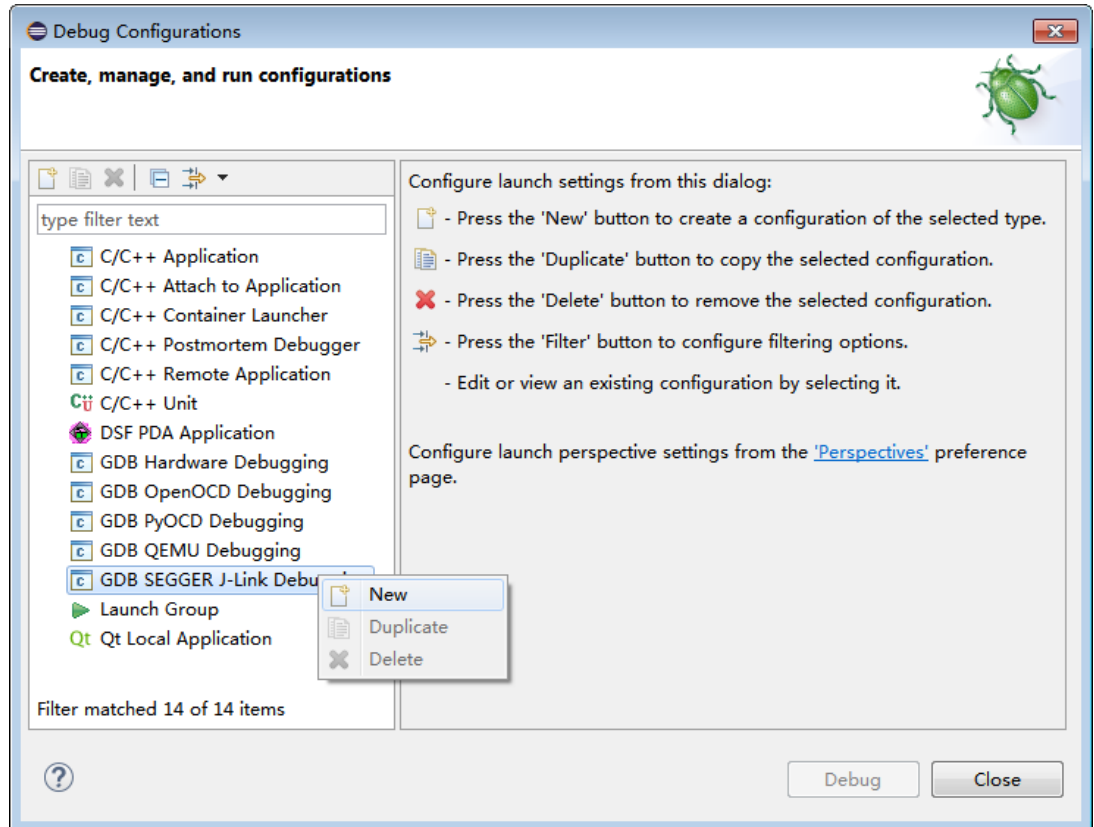 Debug Configurations
Create, manage, and run configurations
type filter text
C/C++ Application
C/C++ Attach to Application
C/C++ Container Launcher
C/C++ Postmortem Debugger
C/C++ Remote Application
C/C++ Unit
DSF PDA Application
GDB Hardware Debugging
GDB OpenOCD Debugging
GDB PyOCD Debugging
GDB QEMU Debugging
GDB SEGGER J-Link
Launch Group
Qt Qt Local Application
Filter matched 14 of 14 items
New
Duplicate
Delete
Configure launch settings from this dialog:
- Press the 'New' button to create a configuration of the selected type.
- Press the 'Duplicate' button to copy the selected configuration.
- Press the 'Delete' button to remove the selected configuration.
- Press the 'Filter' button to configure filtering options.
- Edit or view an existing configuration by selecting it.
Configure launch perspective settings from the 'Perspectives' preference
page.
Debug
Close